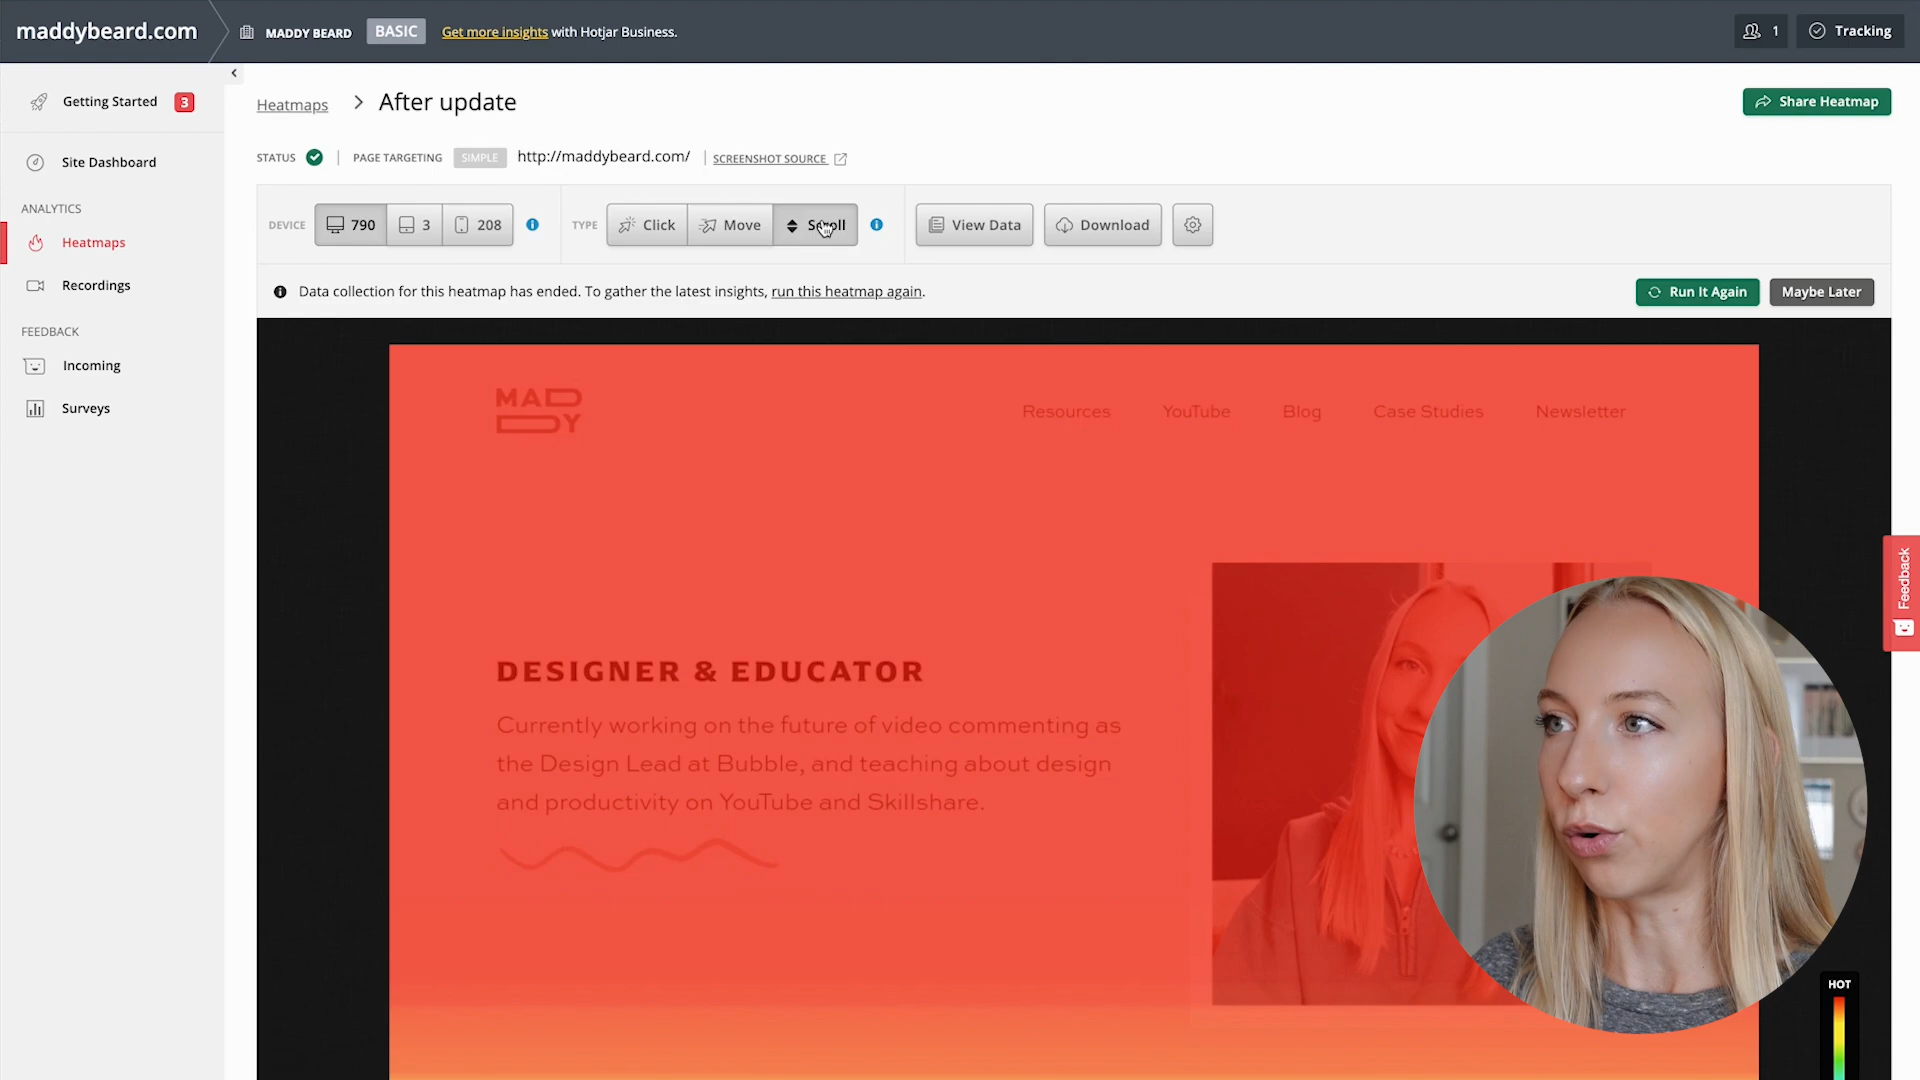 maddybeard.com
MADDY BEARD BASIC Get more insights with Hotjar Business.
1 Tracking
Getting Started 3
Site Dashboard
ANALYTICS
Heatmaps
Recordings
FEEDBACK
Incoming
Surveys
Heatmaps > After update
Share Heatmap
STATUS | PAGE TARGETING SIMPLE http://maddybeard.com/ | SCREENSHOT SOURCE
DEVICE 790 3 208 TYPE Click Move Scroll View Data Download
Data collection for this heatmap has ended. To gather the latest insights, run this heatmap again.
Run It Again Maybe Later
MADDY
Resources YouTube Blog Case Studies Newsletter
DESIGNER & EDUCATOR
Currently working on the future of video commenting as
the Design Lead at Bubble, and teaching about design
and productivity on YouTube and Skillshare.
Feedback
HOT